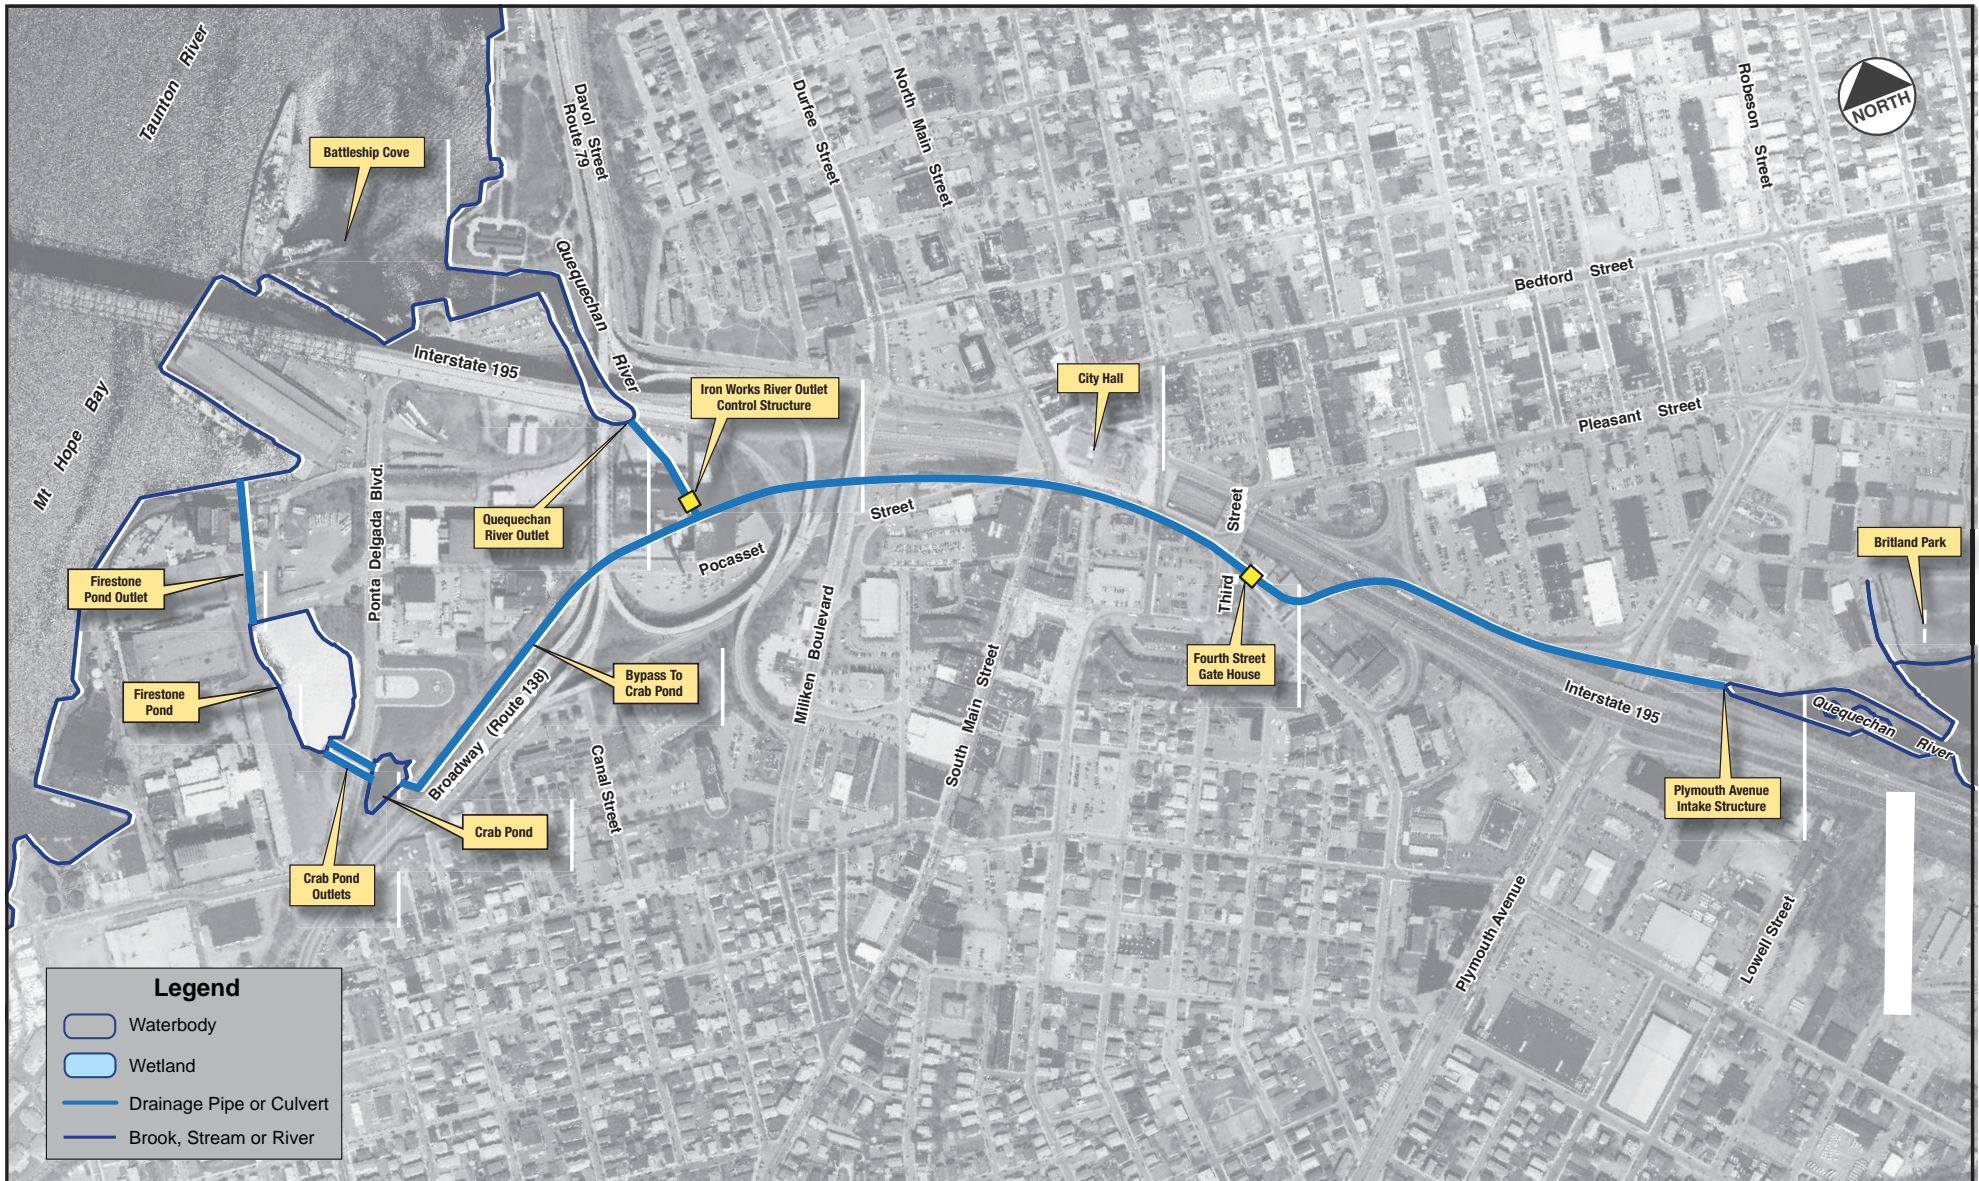 Taunton River
Battleship Cove
Davol Street
Route 79
Durfee Street
North Main Street
Robeson Street
NORTH
Quequechan River
Bedford Street
Interstate 195
Mt Hope Bay
Iron Works River Outlet
Control Structure
City Hall
Pleasant Street
Ponta Delgada Blvd.
Quequechan
River Outlet
Pocasset Street
Third Street
Britland Park
Firestone
Pond Outlet
Milliken Boulevard
South Main Street
Fourth Street
Gate House
Firestone
Pond
Bypass To
Crab Pond
Broadway (Route 138)
Canal Street
Interstate 195
Quequechan River
Plymouth Avenue
Intake Structure
Crab Pond
Crab Pond
Outlets
Plymouth Avenue
Lowell Street
Legend
Waterbody
Wetland
Drainage Pipe or Culvert
Brook, Stream or River